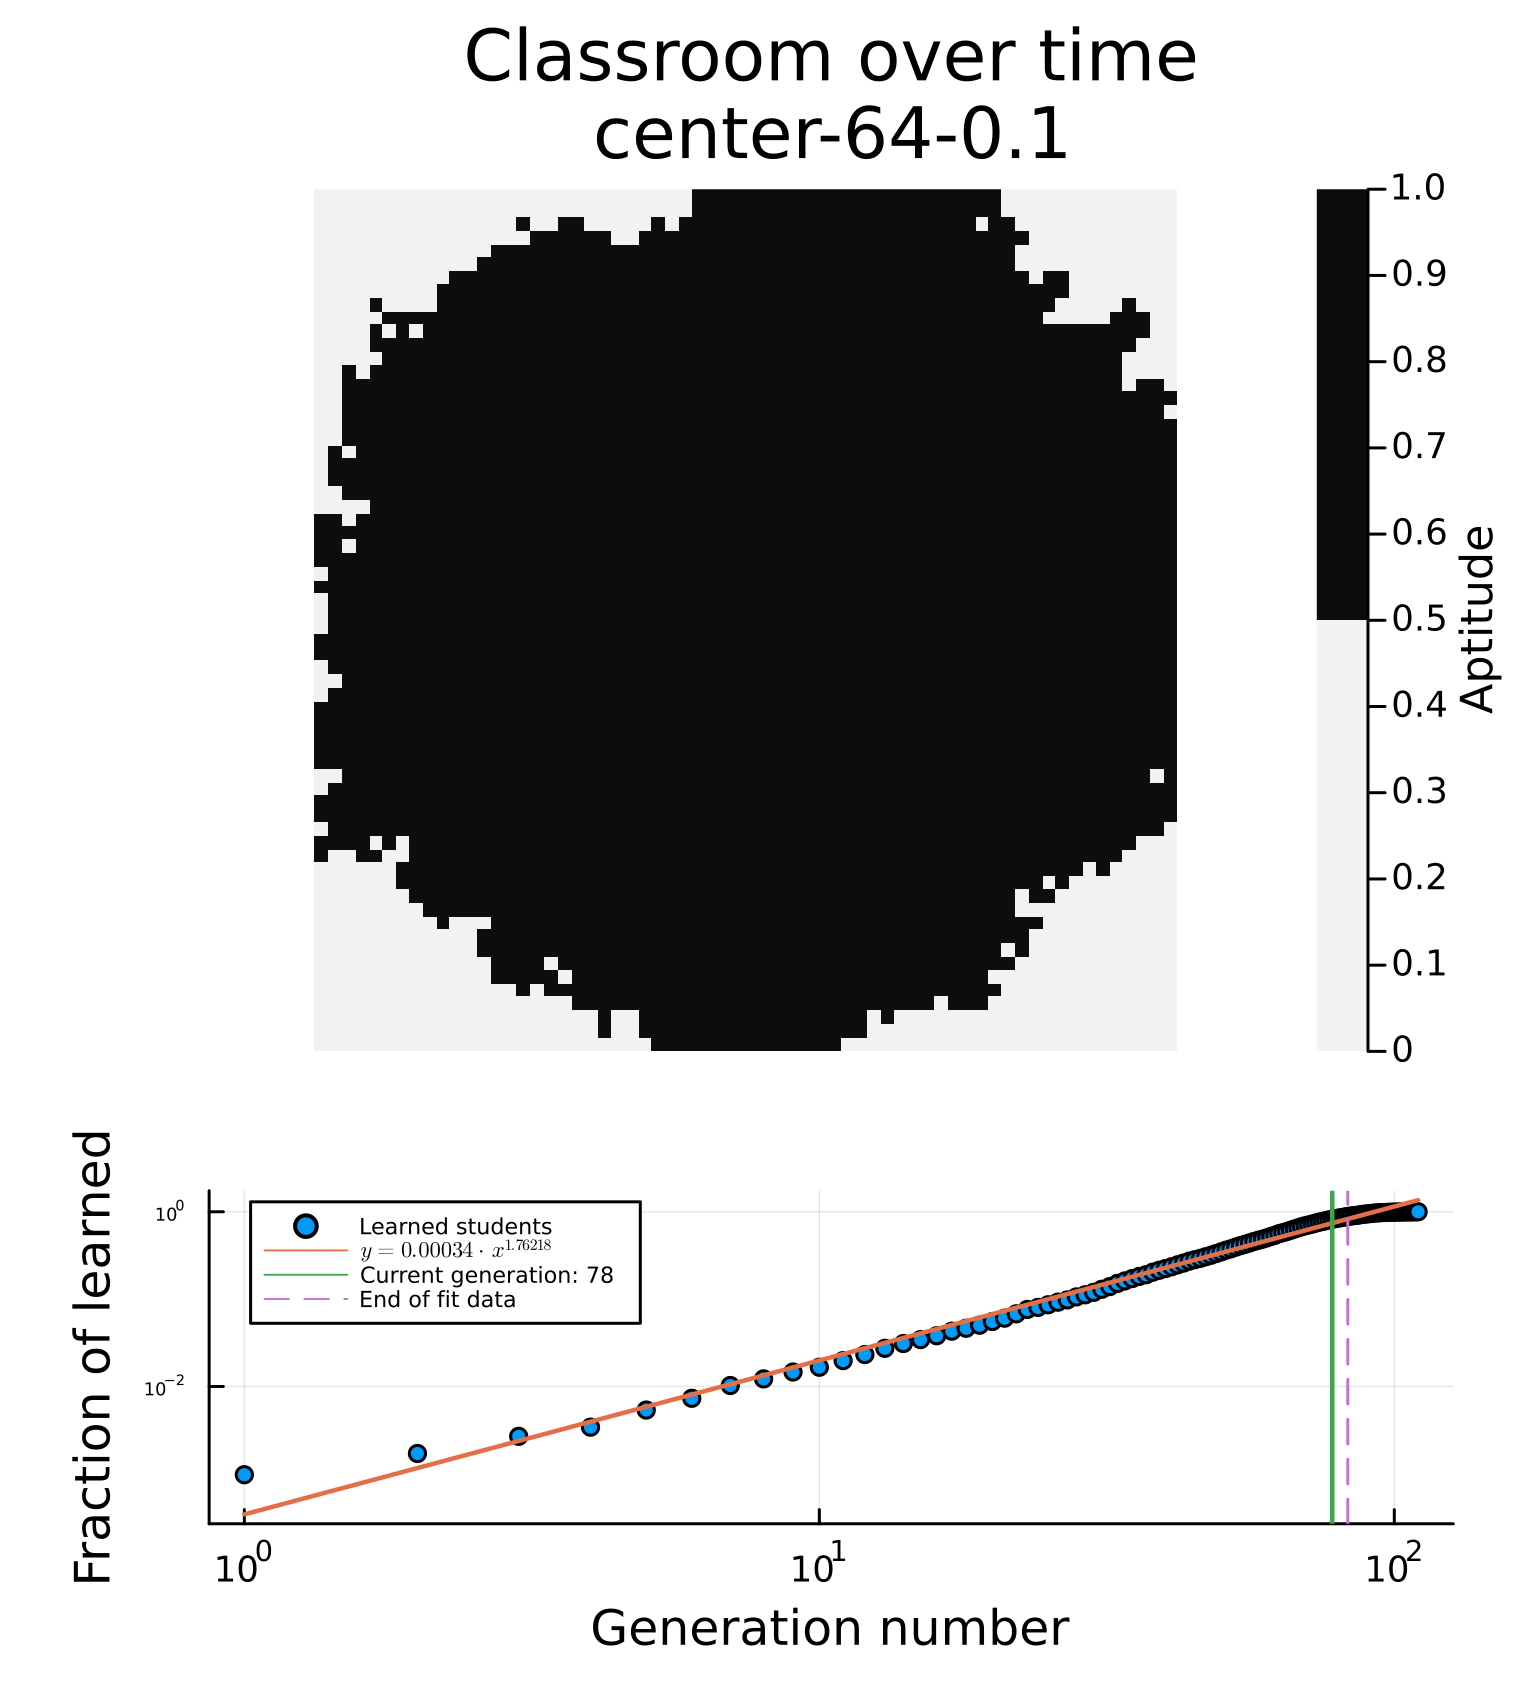 Classroom over time
center-64-0.1
1.0
0.9
0.8
0.7
0.6
0.5
0.4
0.3
0.2
0.1
0
Aptitude
Fraction of learned
10^0
10^-2
Learned students
y = 0.00034 · x^1.76218
Current generation: 78
End of fit data
10^0
10^1
10^2
Generation number